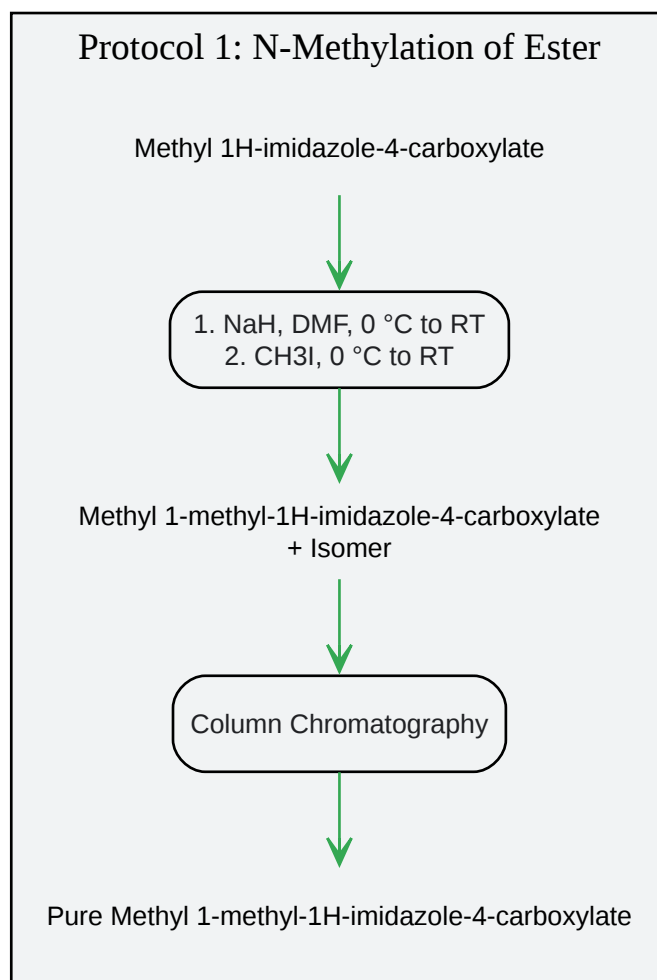 Protocol 1: N-Methylation of Ester
Methyl 1H-imidazole-4-carboxylate
1. NaH, DMF, 0 °C to RT
2. CH3I, 0 °C to RT
Methyl 1-methyl-1H-imidazole-4-carboxylate
+ Isomer
Column Chromatography
Pure Methyl 1-methyl-1H-imidazole-4-carboxylate